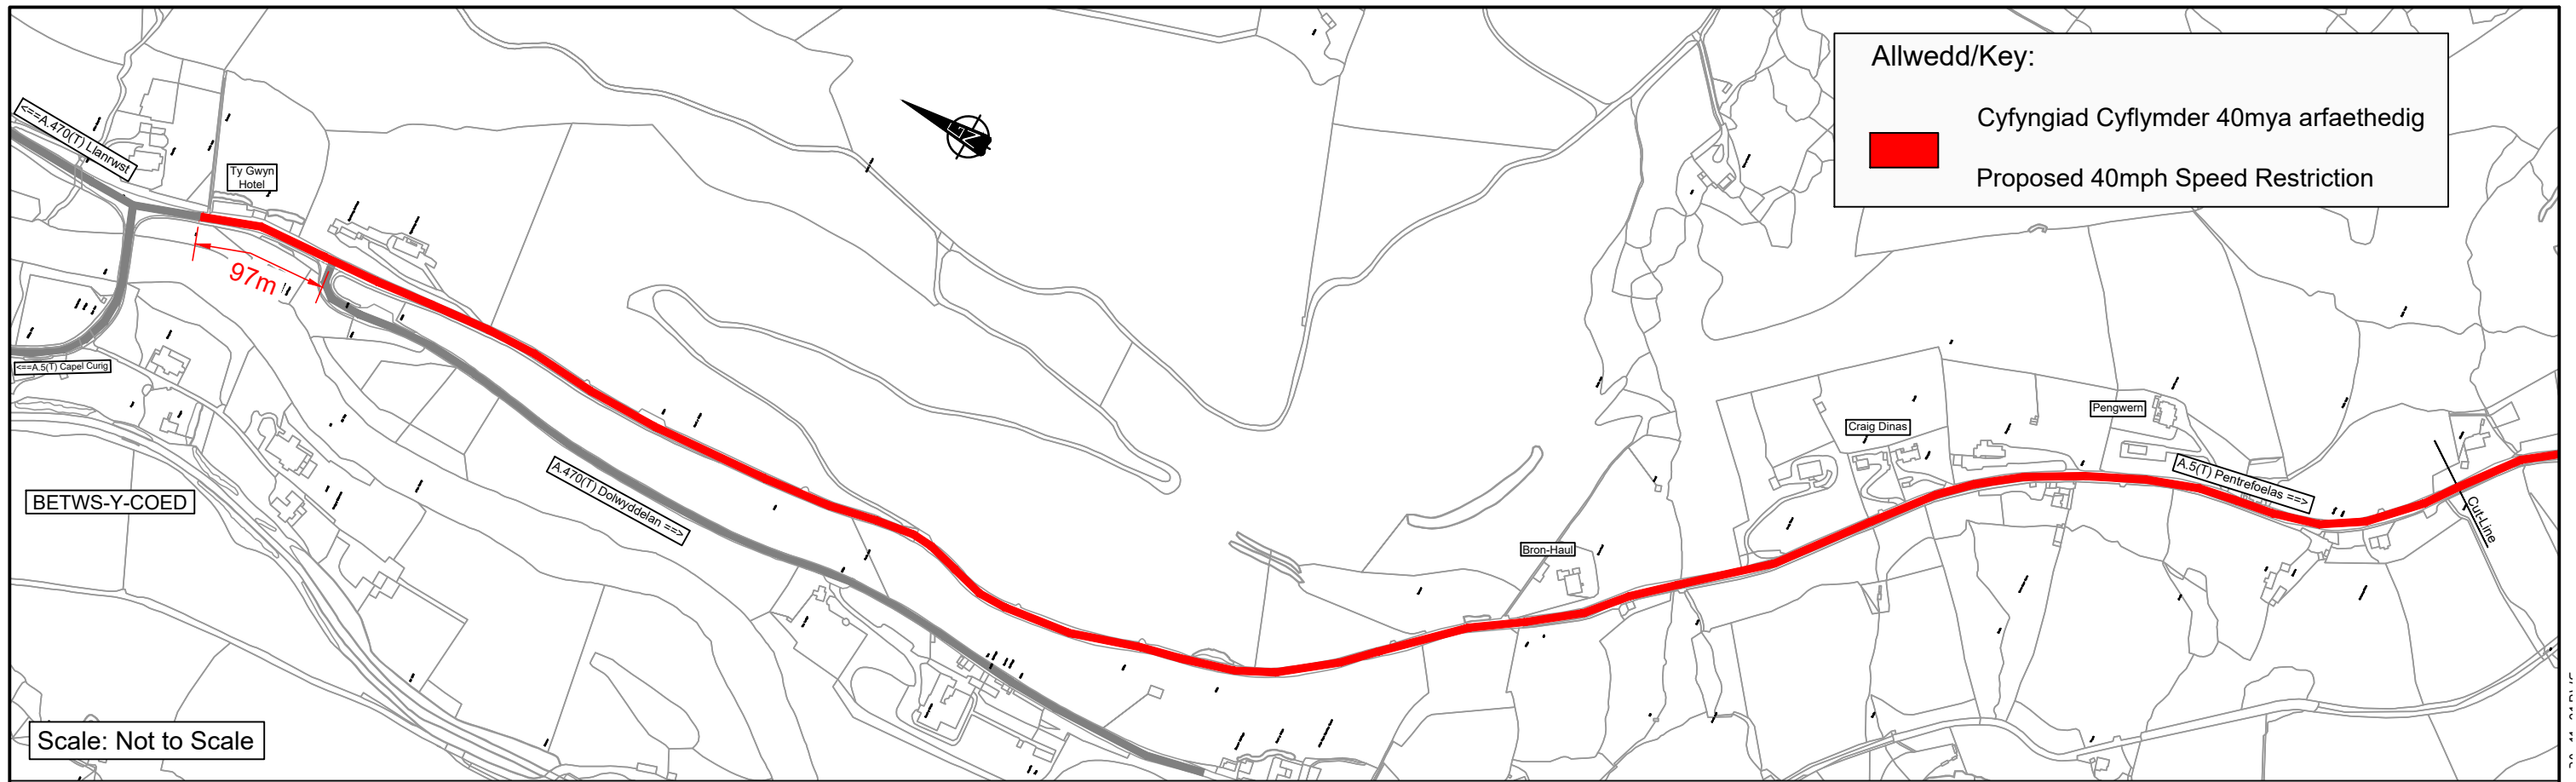 Allwedd/Key:
Cyfyngiad Cyflymder 40mya arfaethedig
Proposed 40mph Speed Restriction
<==A.470(T) Llanrwst
Ty Gwyn
Hotel
97m
<==A.5(T) Capel Curig
BETWS-Y-COED
A.470(T) Dolwyddelan ==>
Bron-Haul
Craig Dinas
Pengwern
A.5(T) Pentrefoelas ==>
Cut-Line
Scale: Not to Scale